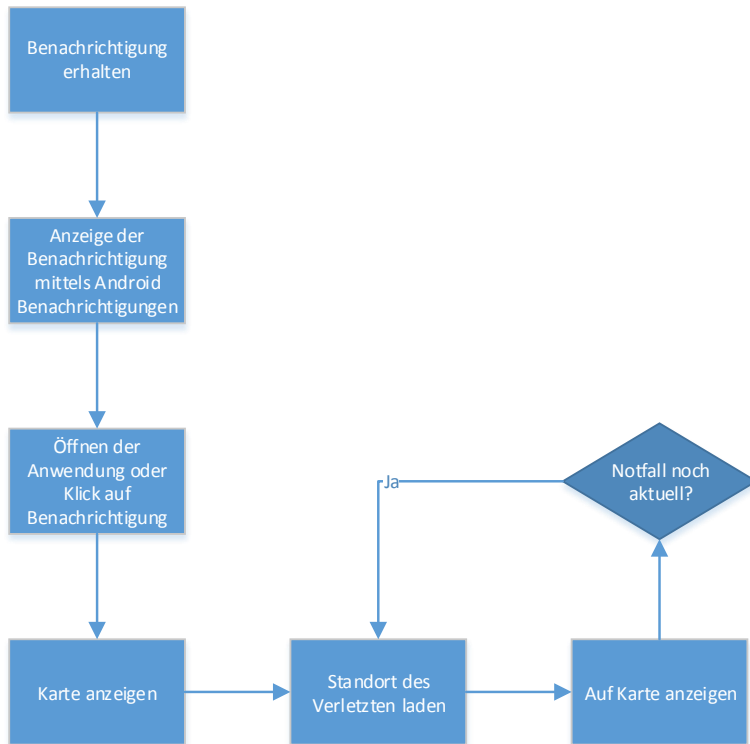 Benachrichtigung
erhalten
Anzeige der
Benachrichtigung
mittels Android
Benachrichtigungen
Öffnen der
Anwendung oder
Klick auf
Benachrichtigung
Notfall noch
aktuell?
Ja
Karte anzeigen
Standort des
Verletzten laden
Auf Karte anzeigen